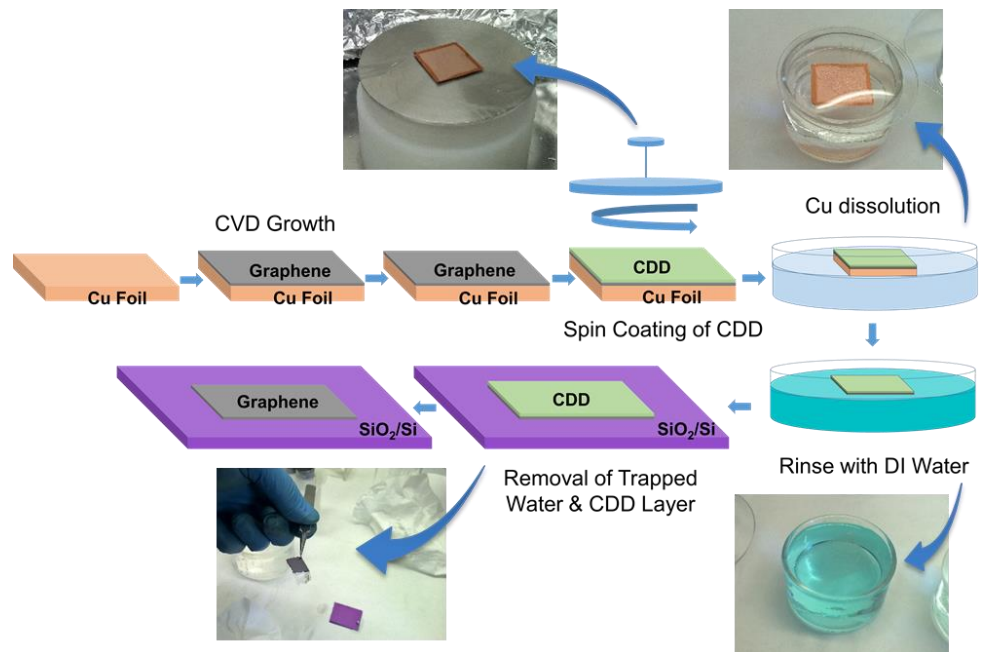 CVD Growth
Cu dissolution
Cu Foil
Graphene
Cu Foil
Graphene
Cu Foil
CDD
Cu Foil
Spin Coating of CDD
Graphene
SiO₂/Si
CDD
SiO₂/Si
Rinse with DI Water
Removal of Trapped
Water & CDD Layer